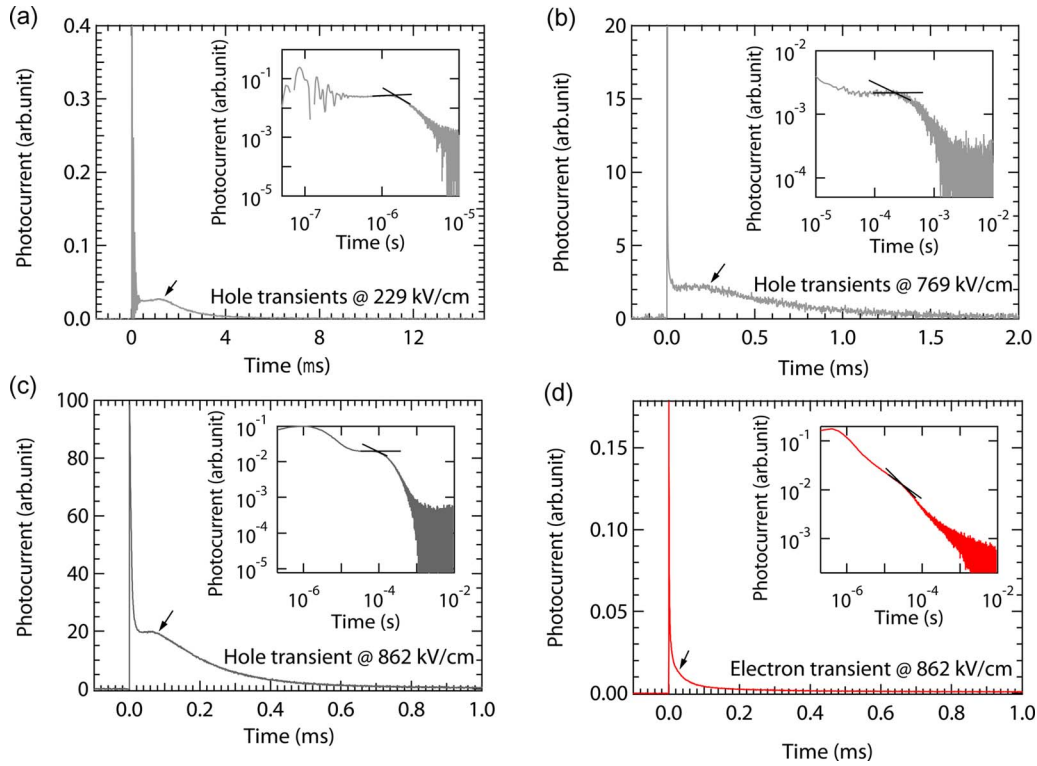 (a)
0.4
0.3
0.2
0.1
0.0
Photocurrent (arb.unit)
0
4
8
12
Time (ms)
Hole transients @ 229 kV/cm
Photocurrent (arb.unit)
10⁻¹
10⁻³
10⁻⁵
10⁻⁷
10⁻⁶
10⁻⁵
Time (s)
(b)
20
15
10
5
0
Photocurrent (arb.unit)
0.0
0.5
1.0
1.5
2.0
Time (ms)
Hole transients @ 769 kV/cm
Photocurrent (arb.unit)
10⁻²
10⁻³
10⁻⁴
10⁻⁵
10⁻⁴
10⁻³
10⁻²
Time (s)
(c)
100
80
60
40
20
0
Photocurrent (arb.unit)
0.0
0.2
0.4
0.6
0.8
1.0
Time (ms)
Hole transient @ 862 kV/cm
Photocurrent (arb.unit)
10⁻¹
10⁻²
10⁻³
10⁻⁴
10⁻⁵
10⁻⁶
10⁻⁴
10⁻²
Time (s)
(d)
0.15
0.10
0.05
0.00
Photocurrent (arb.unit)
0.0
0.2
0.4
0.6
0.8
1.0
Time (ms)
Electron transient @ 862 kV/cm
Photocurrent (arb.unit)
10⁻¹
10⁻²
10⁻³
10⁻⁶
10⁻⁴
10⁻²
Time (s)